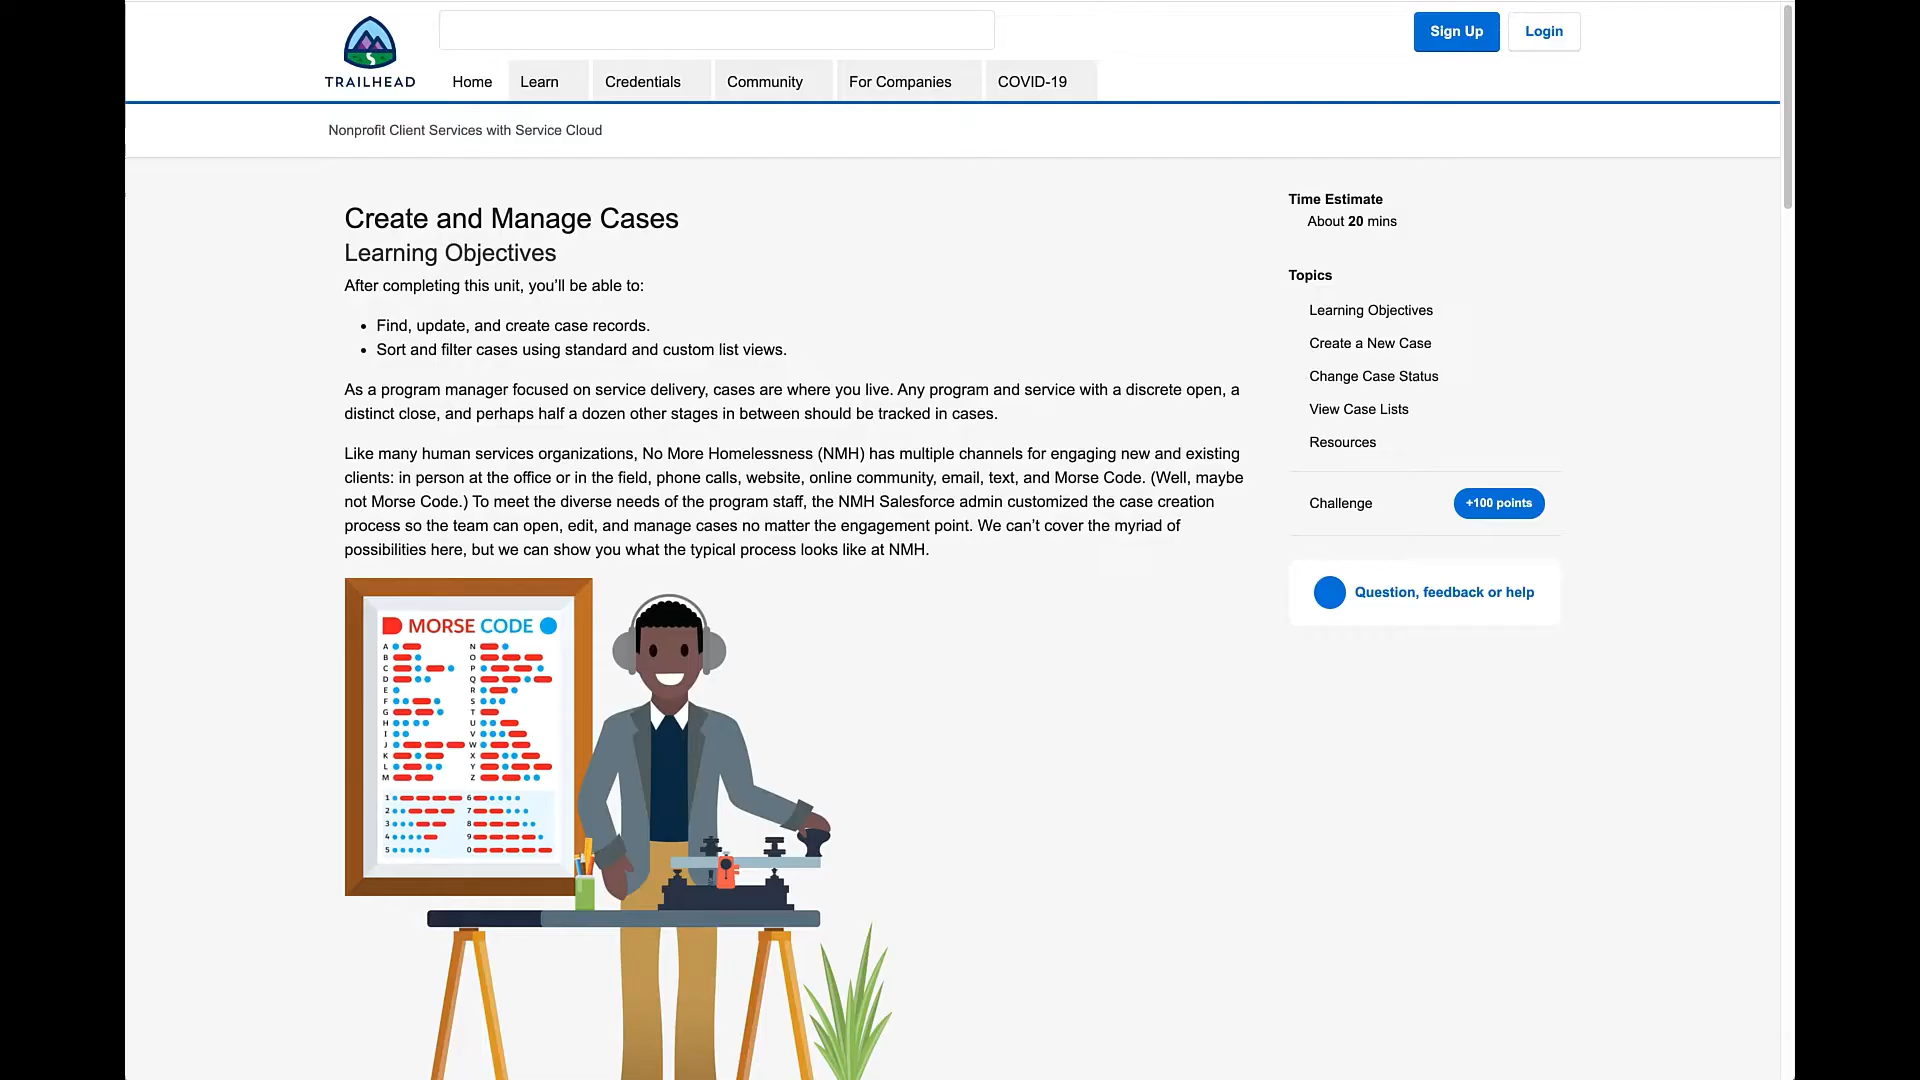 TRAILHEAD
Sign Up
Login
Home
Learn
Credentials
Community
For Companies
COVID-19
Nonprofit Client Services with Service Cloud
Create and Manage Cases
Learning Objectives
After completing this unit, you’ll be able to:
Find, update, and create case records.
Sort and filter cases using standard and custom list views.
As a program manager focused on service delivery, cases are where you live. Any program and service with a discrete open, a
distinct close, and perhaps half a dozen other stages in between should be tracked in cases.
Like many human services organizations, No More Homelessness (NMH) has multiple channels for engaging new and existing
clients: in person at the office or in the field, phone calls, website, online community, email, text, and Morse Code. (Well, maybe
not Morse Code.) To meet the diverse needs of the program staff, the NMH Salesforce admin customized the case creation
process so the team can open, edit, and manage cases no matter the engagement point. We can’t cover the myriad of
possibilities here, but we can show you what the typical process looks like at NMH.
MORSE CODE
A N
B O
C P
D Q
E R
F S
G T
H U
I V
J W
K X
L Y
M Z
1 6
2 7
3 8
4 9
5 0
Time Estimate
About 20 mins
Topics
Learning Objectives
Create a New Case
Change Case Status
View Case Lists
Resources
Challenge
+100 points
Question, feedback or help